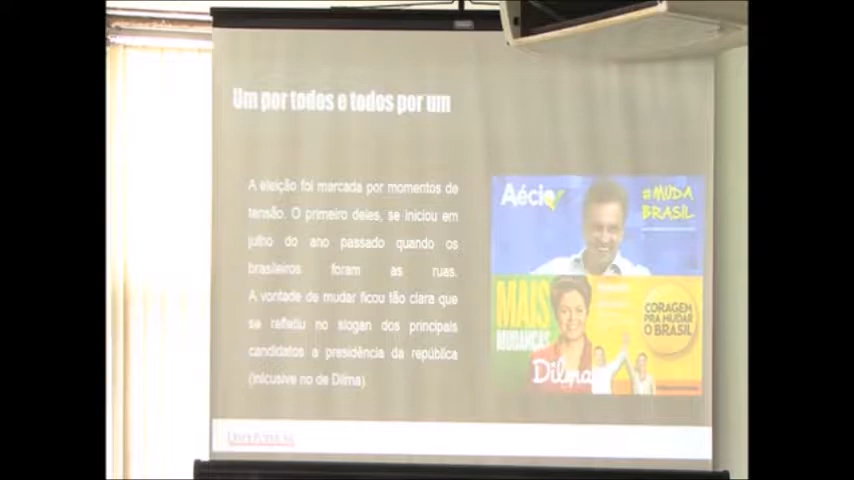 Um por todos e todos por um
A eleição foi marcada por momentos de
tensão. O primeiro deles, se iniciou em
julho do ano passado quando os
brasileiros foram as ruas.
A vontade de mudar ficou tão clara que
se refletiu no slogan dos principais
candidatos a presidência da república
(inlcusive no de Dilma).
Aécio
#MUDA
BRASIL
MAIS
MUDANÇAS
Dilma
CORAGEM
PRA MUDAR
O BRASIL